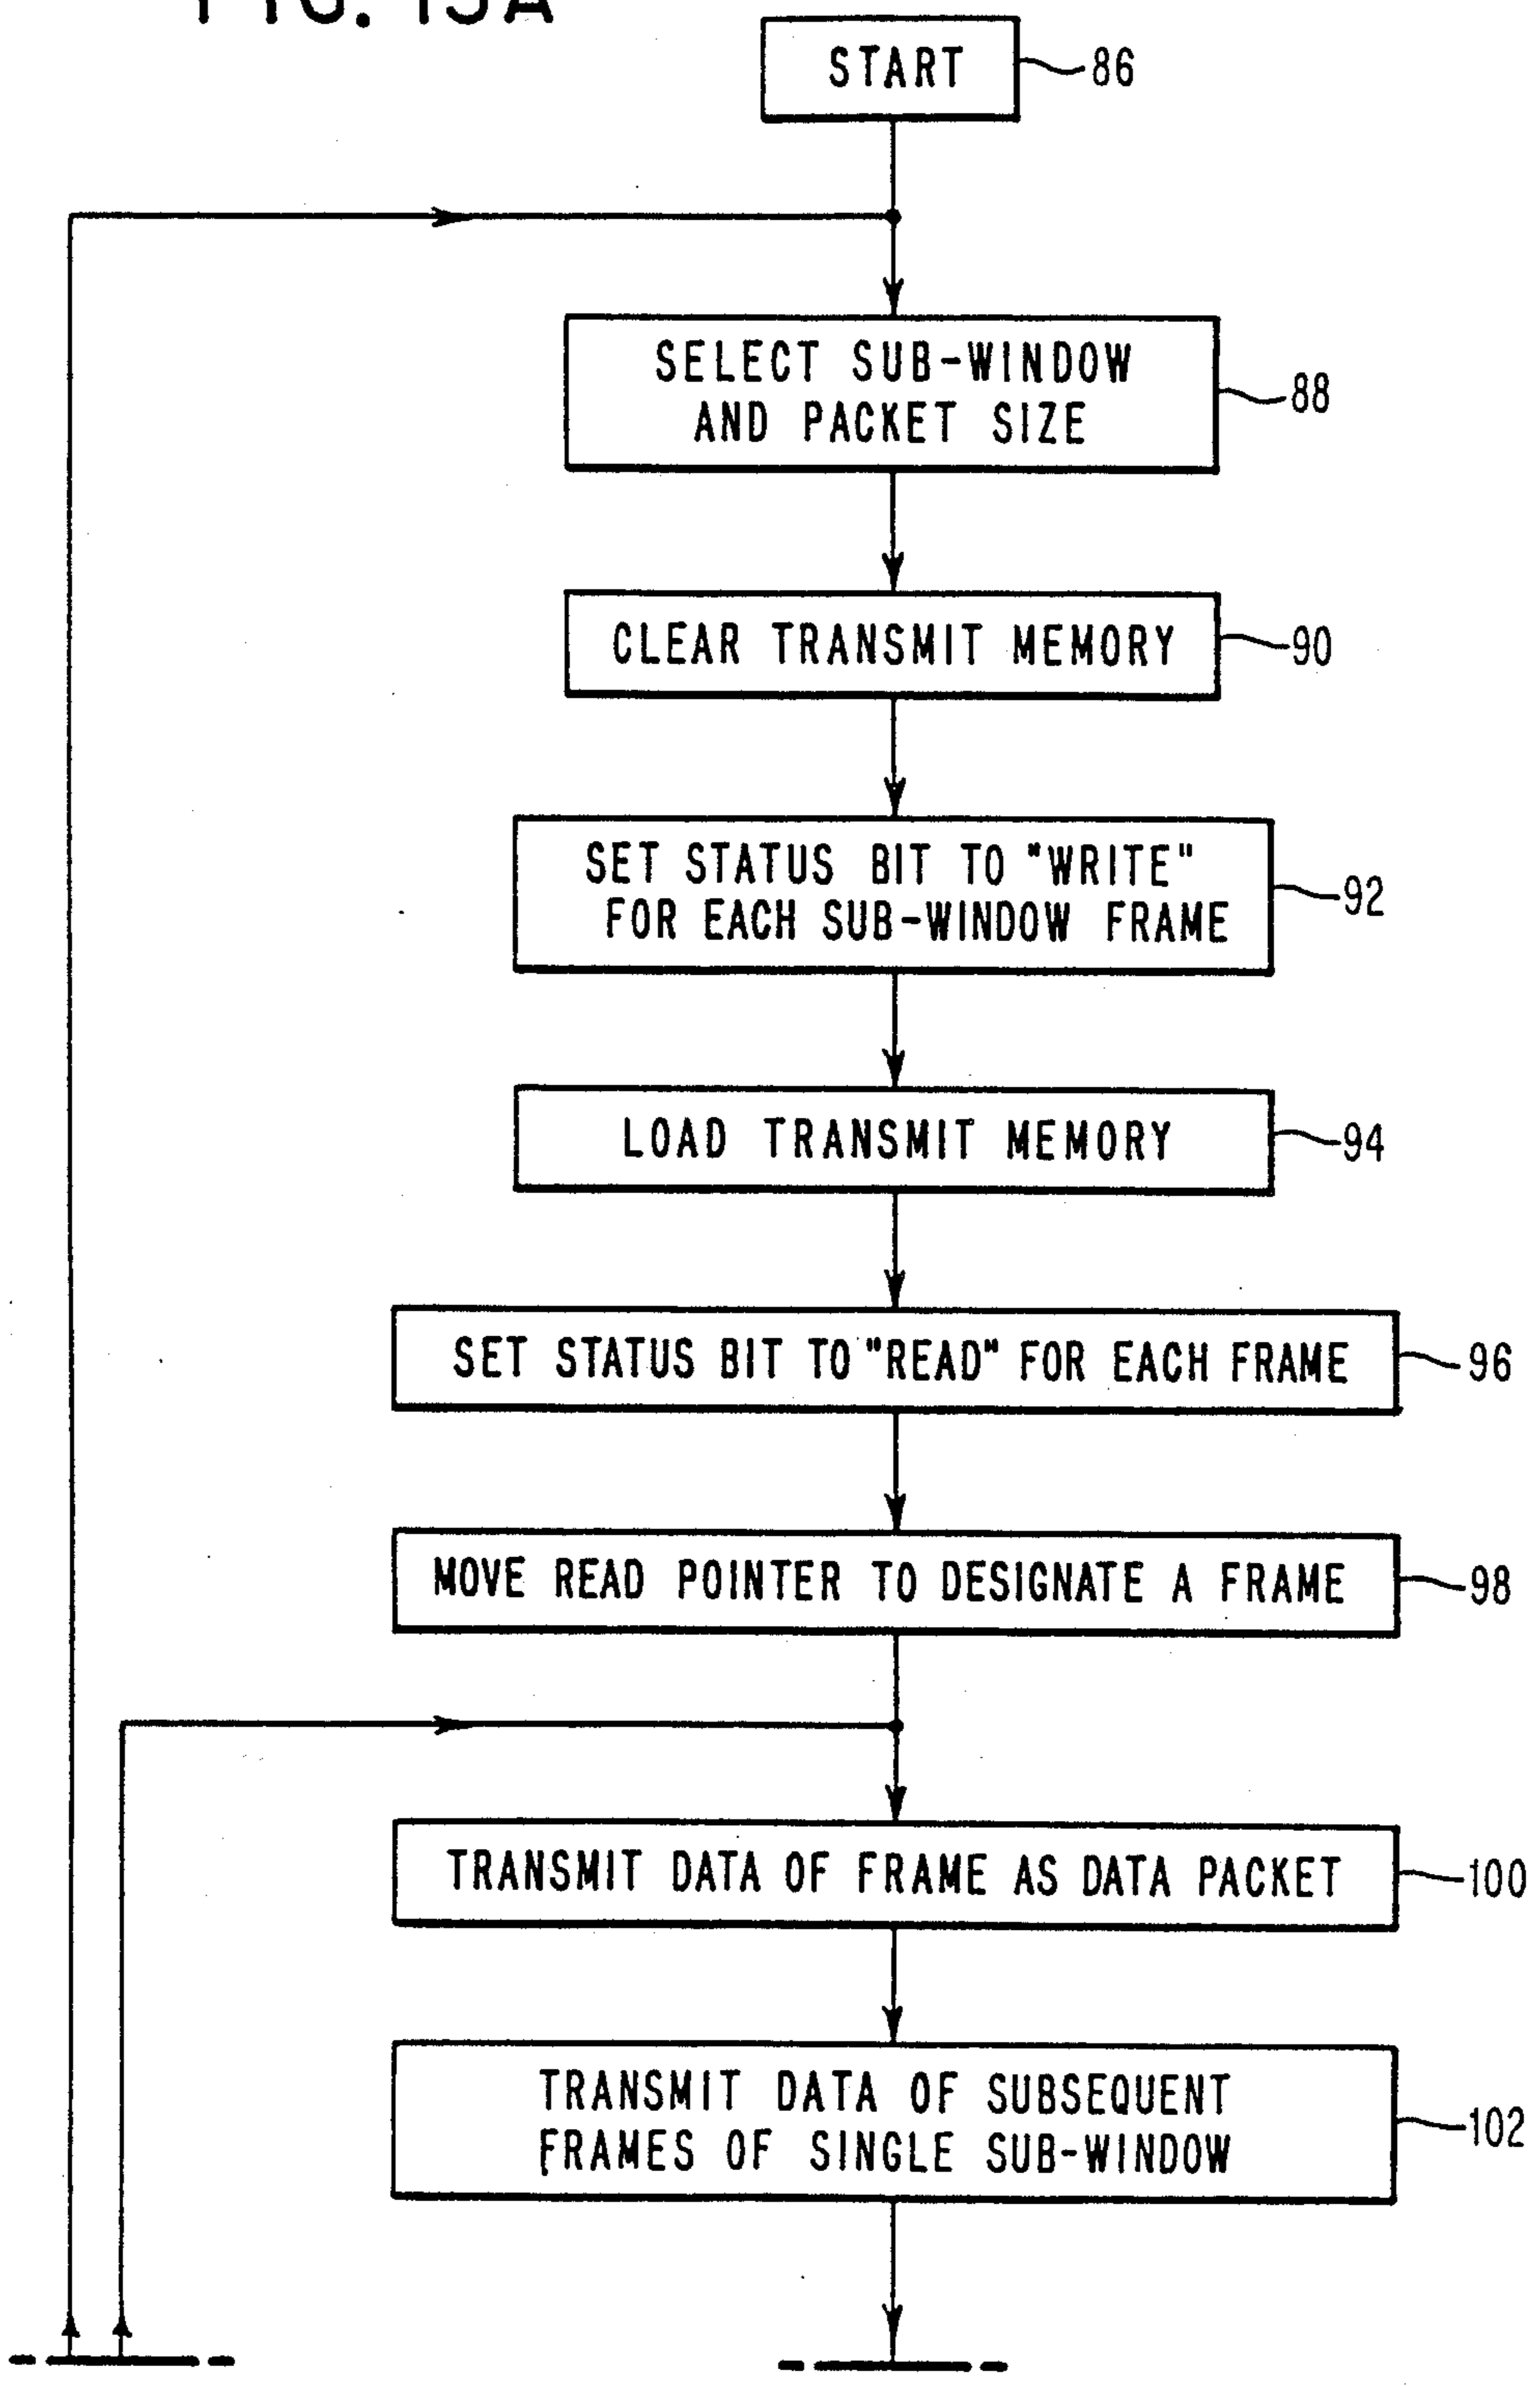 FIG. 15A
START
86
SELECT SUB-WINDOW
AND PACKET SIZE
88
CLEAR TRANSMIT MEMORY
90
SET STATUS BIT TO "WRITE"
FOR EACH SUB-WINDOW FRAME
92
LOAD TRANSMIT MEMORY
94
SET STATUS BIT TO "READ" FOR EACH FRAME
96
MOVE READ POINTER TO DESIGNATE A FRAME
98
TRANSMIT DATA OF FRAME AS DATA PACKET
100
TRANSMIT DATA OF SUBSEQUENT
FRAMES OF SINGLE SUB-WINDOW
102